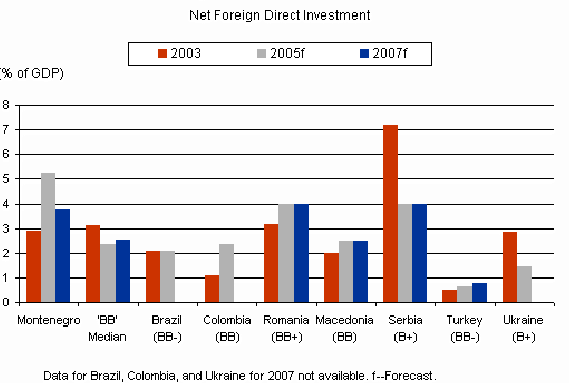 Net Foreign Direct Investment
2003 2005f 2007f
(% of GDP)
8
7
6
5
4
3
2
1
0
Montenegro 'BB' Brazil Colombia Romania Macedonia Serbia Turkey Ukraine
Median (BB-) (BB) (BB+) (BB) (B+) (BB-) (B+)
Data for Brazil, Colombia, and Ukraine for 2007 not available. f--Forecast.